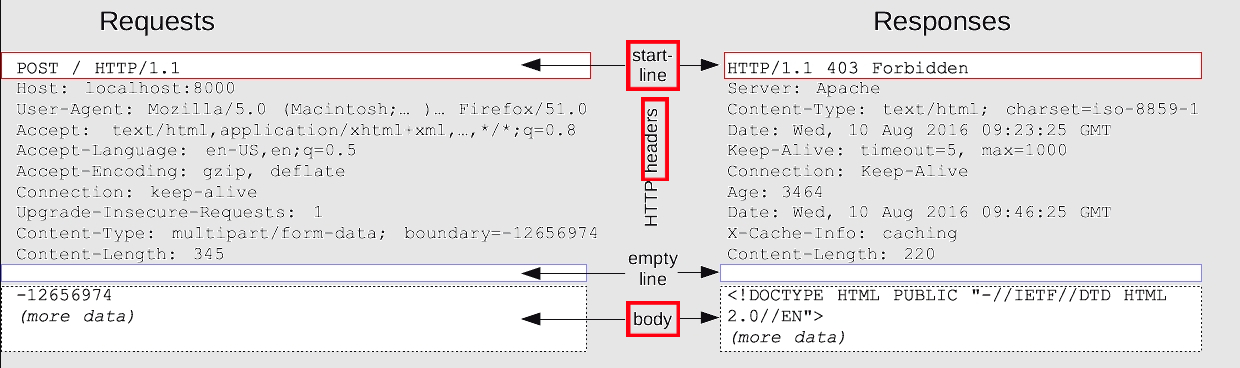 Requests
Responses
POST / HTTP/1.1
Host: localhost:8000
User-Agent: Mozilla/5.0 (Macintosh;… )… Firefox/51.0
Accept: text/html,application/xhtml+xml,…,*/*;q=0.8
Accept-Language: en-US,en;q=0.5
Accept-Encoding: gzip, deflate
Connection: keep-alive
Upgrade-Insecure-Requests: 1
Content-Type: multipart/form-data; boundary=-12656974
Content-Length: 345
-12656974
(more data)
start-
line
HTTP headers
empty
line
body
HTTP/1.1 403 Forbidden
Server: Apache
Content-Type: text/html; charset=iso-8859-1
Date: Wed, 10 Aug 2016 09:23:25 GMT
Keep-Alive: timeout=5, max=1000
Connection: Keep-Alive
Age: 3464
Date: Wed, 10 Aug 2016 09:46:25 GMT
X-Cache-Info: caching
Content-Length: 220
<!DOCTYPE HTML PUBLIC "-//IETF//DTD HTML
2.0//EN">
(more data)